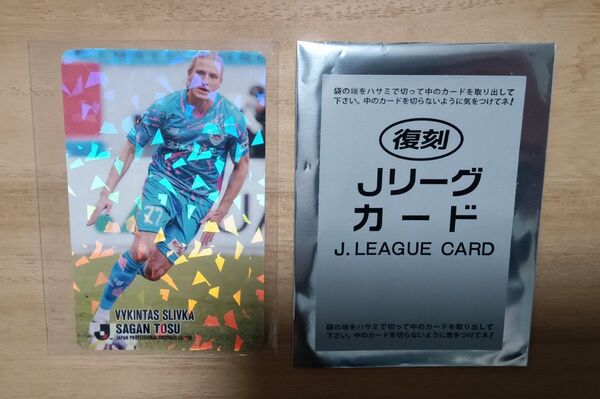 77
VYKINTAS SLIVKA
SAGAN TOSU
JAPAN PROFESSIONAL FOOTBALL
袋の端をハサミで切って中のカードを取り出して
下さい。中のカードを切らないように気をつけてネ!
復刻
Jリーグ
カード
J. LEAGUE CARD
袋の端をハサミで切って中のカードを取り出して
下さい。中のカードを切らないように気をつけてネ!